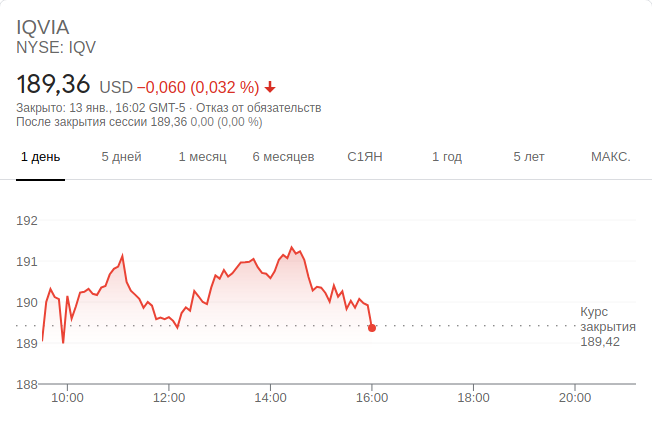 IQVIA
NYSE: IQV
189,36 USD −0,060 (0,032 %)
Закрыто: 13 янв., 16:02 GMT-5 · Отказ от обязательств
После закрытия сессии 189,36 0,00 (0,00 %)
1 день 5 дней 1 месяц 6 месяцев С1ЯН 1 год 5 лет МАКС.
192
191
190
Курс
закрытия
189,42
189
188
10:00 12:00 14:00 16:00 18:00 20:00